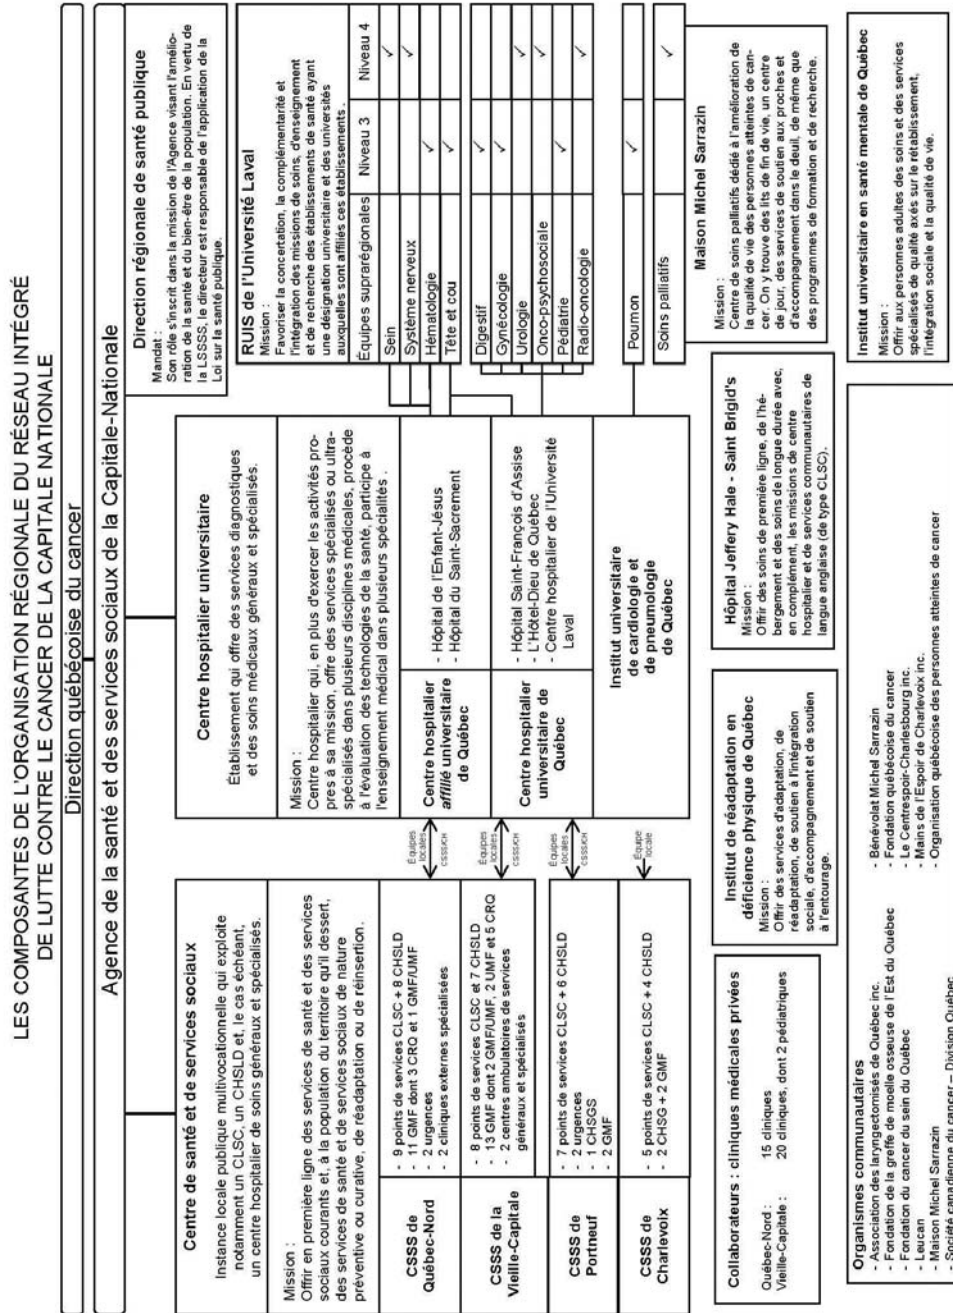 LES COMPOSANTES DE L'ORGANISATION RÉGIONALE DU RÉSEAU INTÉGRÉ
DE LUTTE CONTRE LE CANCER DE LA CAPITALE NATIONALE
Direction québécoise du cancer
Agence de la santé et des services sociaux de la Capitale-Nationale
Centre de santé et de services sociaux
Instance locale publique multivocationnelle qui exploite
notamment un CLSC, un CHSLD et, le cas échéant,
un centre hospitalier de soins généraux et spécialisés.
Mission :
Offrir en première ligne des services de santé et des services
sociaux courants et, à la population du territoire qu'il dessert,
des services de santé et de services sociaux de nature
préventive ou curative, de réadaptation ou de réinsertion.
CSSS de
Québec-Nord
- 9 points de services CLSC + 8 CHSLD
- 11 GMF dont 3 CRQ et 1 GMF/UMF
- 2 urgences
- 2 cliniques externes spécialisées
CSSS de la
Vieille-Capitale
- 8 points de services CLSC et 7 CHSLD
- 13 GMF dont 2 GMF/UMF, 2 UMF et 5 CRQ
- 2 centres ambulatoires de services
généraux et spécialisés
CSSS de
Portneuf
- 7 points de services CLSC + 6 CHSLD
- 2 urgences
- 1 CHSGS
- 2 GMF
CSSS de
Charlevoix
- 5 points de services CLSC + 4 CHSLD
- 2 CHSG + 2 GMF
Équipes
locales
CSSS/CH
Équipes
locales
CSSS/CH
Équipes
locales
CSSS/CH
Équipe
locale
Centre hospitalier universitaire
Établissement qui offre des services diagnostiques
et des soins médicaux généraux et spécialisés.
Mission :
Centre hospitalier qui, en plus d'exercer les activités pro-
pres à sa mission, offre des services spécialisés ou ultra-
spécialisés dans plusieurs disciplines médicales, procède
à l'évaluation des technologies de la santé, participe à
l'enseignement médical dans plusieurs spécialités .
Centre hospitalier
affilié universitaire
de Québec
- Hôpital de l'Enfant-Jésus
- Hôpital du Saint-Sacrement
Centre hospitalier
universitaire de
Québec
- Hôpital Saint-François d'Assise
- L'Hôtel-Dieu de Québec
- Centre hospitalier de l'Université
Laval
Institut universitaire
de cardiologie et
de pneumologie
de Québec
Direction régionale de santé publique
Mandat :
Son rôle s'inscrit dans la mission de l'Agence visant l'amélio-
ration de la santé et du bien-être de la population. En vertu de
la LSSSS, le directeur est responsable de l'application de la
Loi sur la santé publique.
RUIS de l'Université Laval
Mission :
Favoriser la concertation, la complémentarité et
l'intégration des missions de soins, d'enseignement
et de recherche des établissements de santé ayant
une désignation universitaire et des universités
auxquelles sont affiliés ces établissements .
Équipes suprarégionales Niveau 3 Niveau 4
Sein ✓
Système nerveux ✓
Hématologie ✓
Tête et cou ✓
Digestif ✓
Gynécologie ✓
Urologie ✓
Onco-psychosociale ✓
Pédiatrie ✓
Radio-oncologie ✓
Poumon ✓
Soins palliatifs ✓
Collaborateurs : cliniques médicales privées
Québec-Nord : 15 cliniques
Vieille-Capitale : 20 cliniques, dont 2 pédiatriques
Institut de réadaptation en
déficience physique de Québec
Mission :
Offrir des services d'adaptation, de
réadaptation, de soutien à l'intégration
sociale, d'accompagnement et de soutien
à l'entourage.
Hôpital Jeffery Hale - Saint Brigid's
Mission :
Offrir des soins de première ligne, de l'hé-
bergement et des soins de longue durée avec,
en complément, les missions de centre
hospitalier et de services communautaires de
langue anglaise (de type CLSC).
Maison Michel Sarrazin
Mission :
Centre de soins palliatifs dédié à l'amélioration de
la qualité de vie des personnes atteintes de can-
cer. On y trouve des lits de fin de vie, un centre
de jour, des services de soutien aux proches et
d'accompagnement dans le deuil, de même que
des programmes de formation et de recherche.
Organismes communautaires
- Association des laryngectomisés de Québec inc.
- Fondation de la greffe de moelle osseuse de l'Est du Québec
- Fondation du cancer du sein du Québec
- Leucan
- Maison Michel Sarrazin
- Société canadienne du cancer – Division Québec
- Bénévolat Michel Sarrazin
- Fondation québécoise du cancer
- Le Centrespoir-Charlesbourg inc.
- Mains de l'Espoir de Charlevoix inc.
- Organisation québécoise des personnes atteintes de cancer
Institut universitaire en santé mentale de Québec
Mission :
Offrir aux personnes adultes des soins et des services
spécialisés de qualité axés sur le rétablissement,
l'intégration sociale et la qualité de vie.